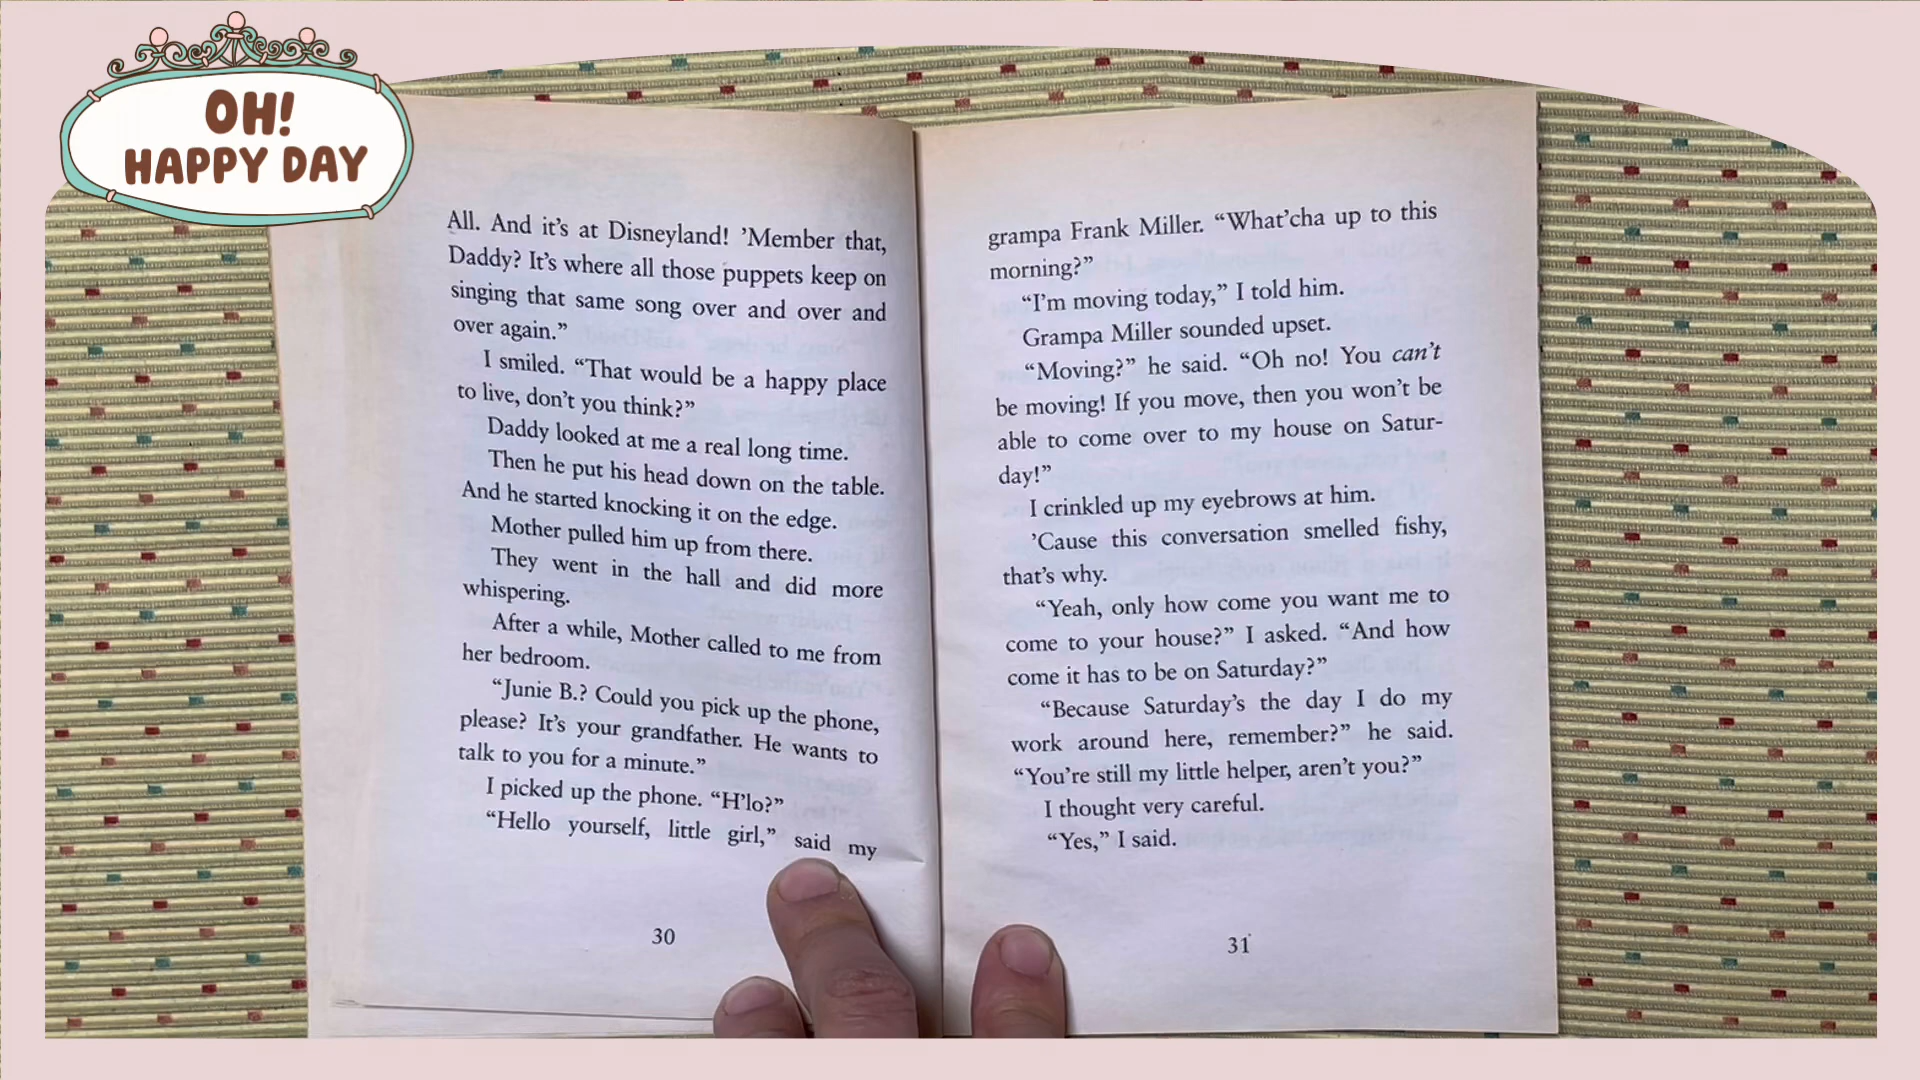 OH!
HAPPY DAY
All. And it's at Disneyland! 'Member that,
Daddy? It's where all those puppets keep on
singing that same song over and over and
over again.”
I smiled. “That would be a happy place
to live, don't you think?”
Daddy looked at me a real long time.
Then he put his head down on the table.
And he started knocking it on the edge.
Mother pulled him up from there.
They went in the hall and did more
whispering.
After a while, Mother called to me from
her bedroom.
“Junie B.? Could you pick up the phone,
please? It's your grandfather. He wants to
talk to you for a minute.”
I picked up the phone. “H'lo?”
“Hello yourself, little girl,” said my
30
grampa Frank Miller. “What'cha up to this
morning?”
“I'm moving today,” I told him.
Grampa Miller sounded upset.
“Moving?” he said. “Oh no! You can't
be moving! If you move, then you won't be
able to come over to my house on Satur-
day!”
I crinkled up my eyebrows at him.
'Cause this conversation smelled fishy,
that's why.
“Yeah, only how come you want me to
come to your house?” I asked. “And how
come it has to be on Saturday?”
“Because Saturday's the day I do my
work around here, remember?” he said.
“You're still my little helper, aren't you?”
I thought very careful.
“Yes,” I said.
31